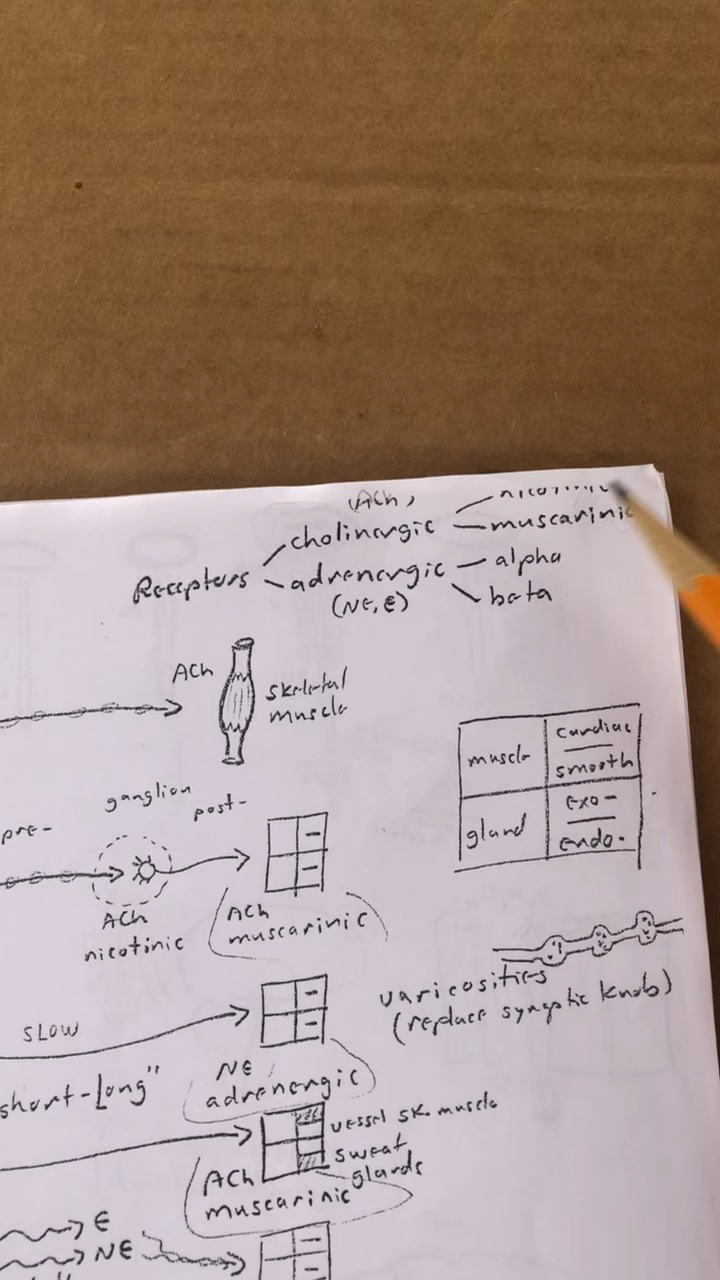 (Ach,
nicotinic
cholinergic
muscarinic
Receptors
adrenergic
alpha
(NE, E)
beta
ACh
skeletal
muscle
muscle
cardiac
smooth
gland
exo-
endo-
pre-
ganglion
post-
ACh
nicotinic
ACh
muscarinic
varicosities
(replace synaptic knob)
SLOW
NE
adrenergic
short-Long"
vessel sk. muscle
sweat
glands
ACh
muscarinic
E
NE